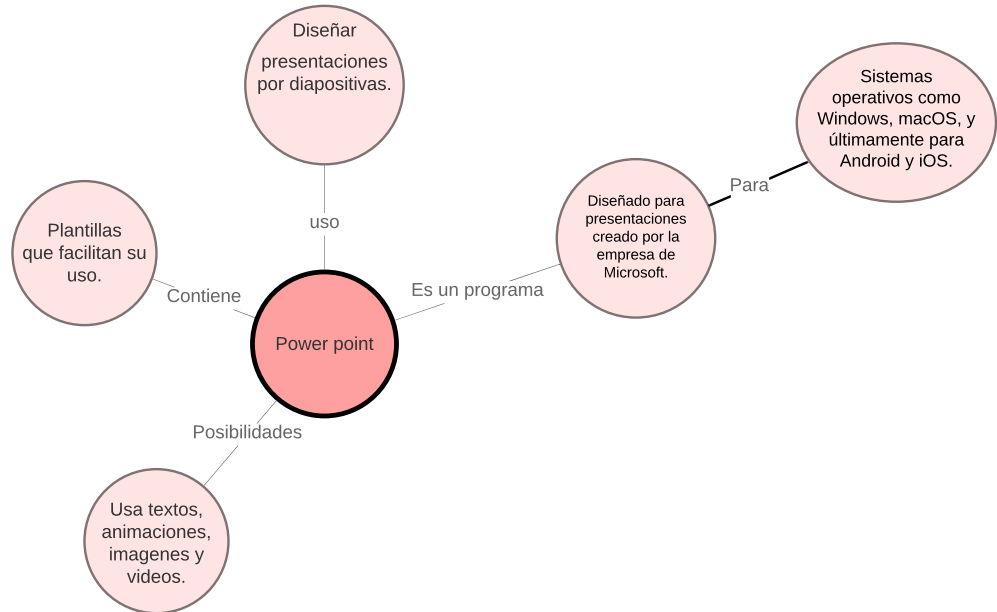 Diseñar
presentaciones
por diapositivas.
Sistemas
operativos como
Windows, macOS, y
últimamente para
Android y iOS.
Para
Diseñado para
presentaciones
creado por la
empresa de
Microsoft.
uso
Plantillas
que facilitan su
uso.
Contiene
Es un programa
Power point
Posibilidades
Usa textos,
animaciones,
imagenes y
videos.